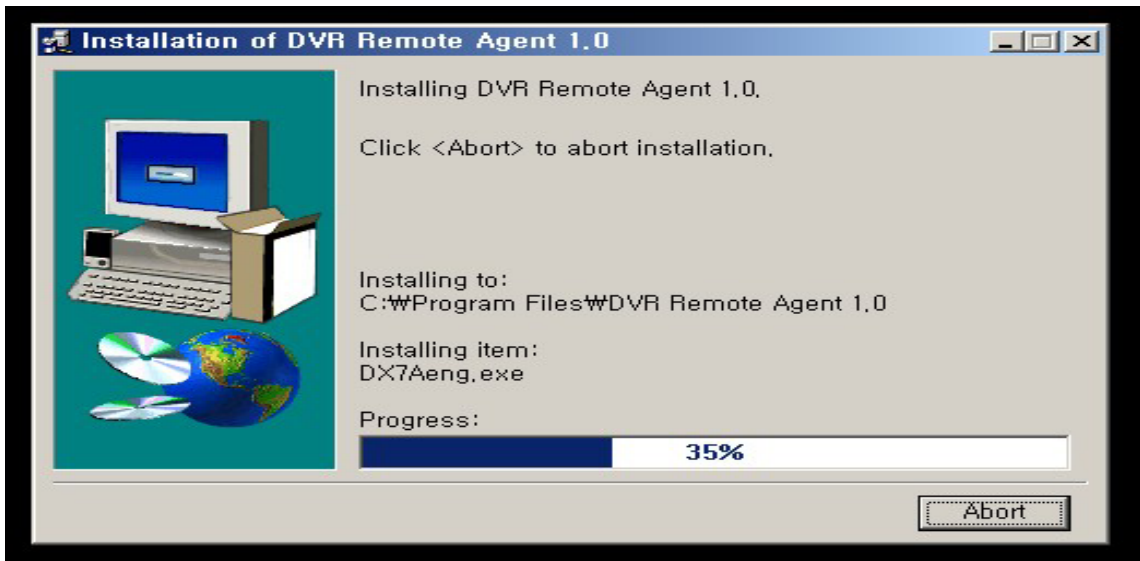 Installation of DVR Remote Agent 1.0
Installing DVR Remote Agent 1.0.
Click <Abort> to abort installation.
Installing to:
C:₩Program Files₩DVR Remote Agent 1.0
Installing item:
DX7Aeng.exe
Progress:
35%
Abort